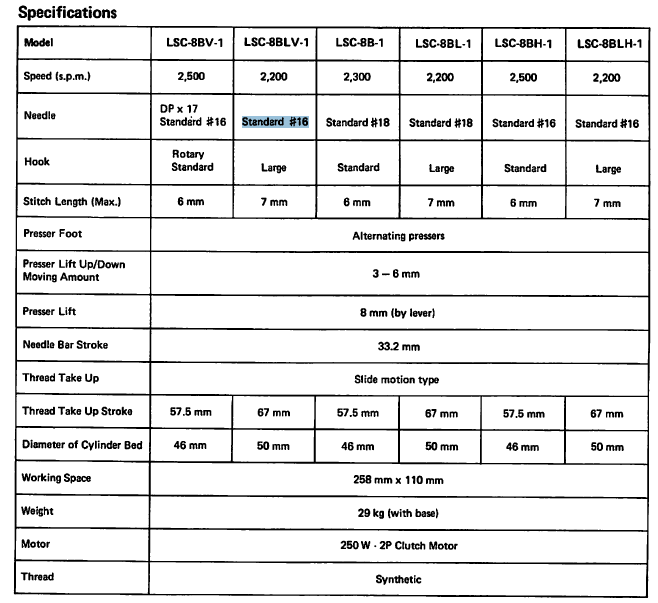 Specifications
Model LSC-8BV-1 LSC-8BLV-1 LSC-8B-1 LSC-8BL-1 LSC-8BH-1 LSC-8BLH-1
Speed (s.p.m.) 2,500 2,200 2,300 2,200 2,500 2,200
Needle DP x 17
Standard #16 Standard #16 Standard #18 Standard #18 Standard #16 Standard #16
Hook Rotary
Standard Large Standard Large Standard Large
Stitch Length (Max.) 6 mm 7 mm 6 mm 7 mm 6 mm 7 mm
Presser Foot Alternating pressers
Presser Lift Up/Down
Moving Amount 3 – 6 mm
Presser Lift 8 mm (by lever)
Needle Bar Stroke 33.2 mm
Thread Take Up Slide motion type
Thread Take Up Stroke 57.5 mm 67 mm 57.5 mm 67 mm 57.5 mm 67 mm
Diameter of Cylinder Bed 46 mm 50 mm 46 mm 50 mm 46 mm 50 mm
Working Space 258 mm x 110 mm
Weight 29 kg (with base)
Motor 250 W · 2P Clutch Motor
Thread Synthetic